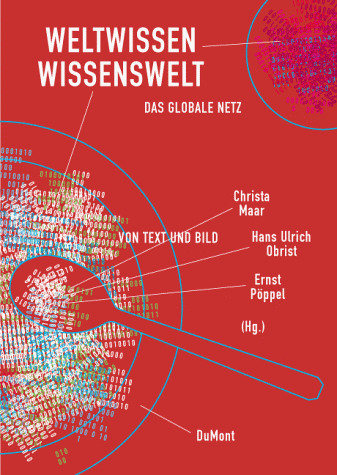 WELTWISSEN
WISSENSWELT
DAS GLOBALE NETZ
VON TEXT UND BILD
Christa
Maar
Hans Ulrich
Obrist
Ernst
Pöppel
(Hg.)
DuMont